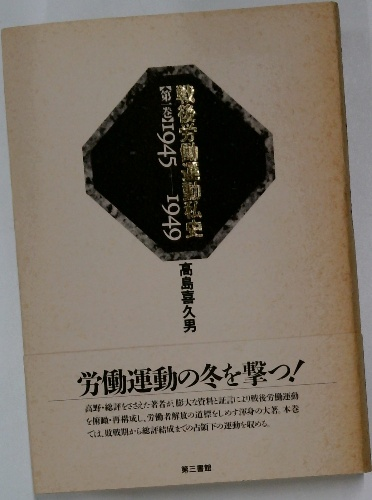 戦後労働運動私史
【第一巻】1945—1949
高島喜久男
労働運動の冬を撃つ!
高野・総評をささえた著者が、膨大な資料と証言により戦後労働運動
を俯瞰・再構成し、労働者解放の道標をしめす渾身の大著。本巻
では、敗戦期から総評結成までの占領下の運動を収める。
第三書館